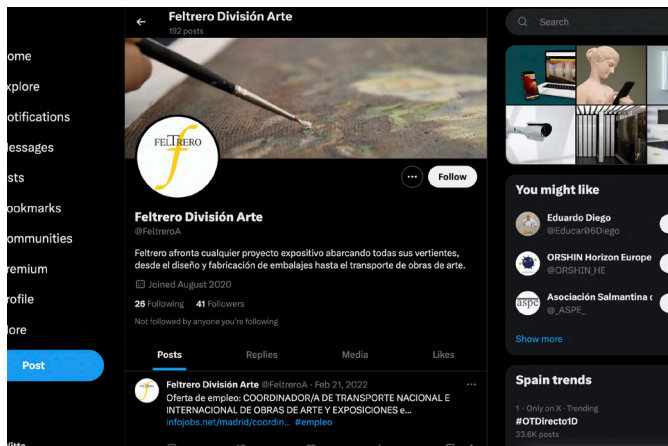 Feltrero División Arte
192 posts
Search
ome
xplore
otifications
essages
sts
ookmarks
ommunities
remium
rofile
ore
Post
FELTRERO
Follow
Feltrero División Arte
@FeltreroA
Feltrero afronta cualquier proyecto expositivo abarcando todas sus vertientes,
desde el diseño y fabricación de embalajes hasta el transporte de obras de arte.
Joined August 2020
26 Following 41 Followers
Not followed by anyone you're following
Posts Replies Media Likes
Feltrero División Arte @FeltreroA · Feb 21, 2022
Oferta de empleo: COORDINADOR/A DE TRANSPORTE NACIONAL E
INTERNACIONAL DE OBRAS DE ARTE Y EXPOSICIONES e...
infojobs.net/madrid/coordin... #empleo
You might like
Eduardo Diego
@Educar06Diego
ORSHIN Horizon Europe
@ORSHIN_HE
aspe
Asociación Salmantina
@_ASPE_
Show more
Spain trends
1 · Only on X · Trending
#OTDirecto1D
33.6K posts